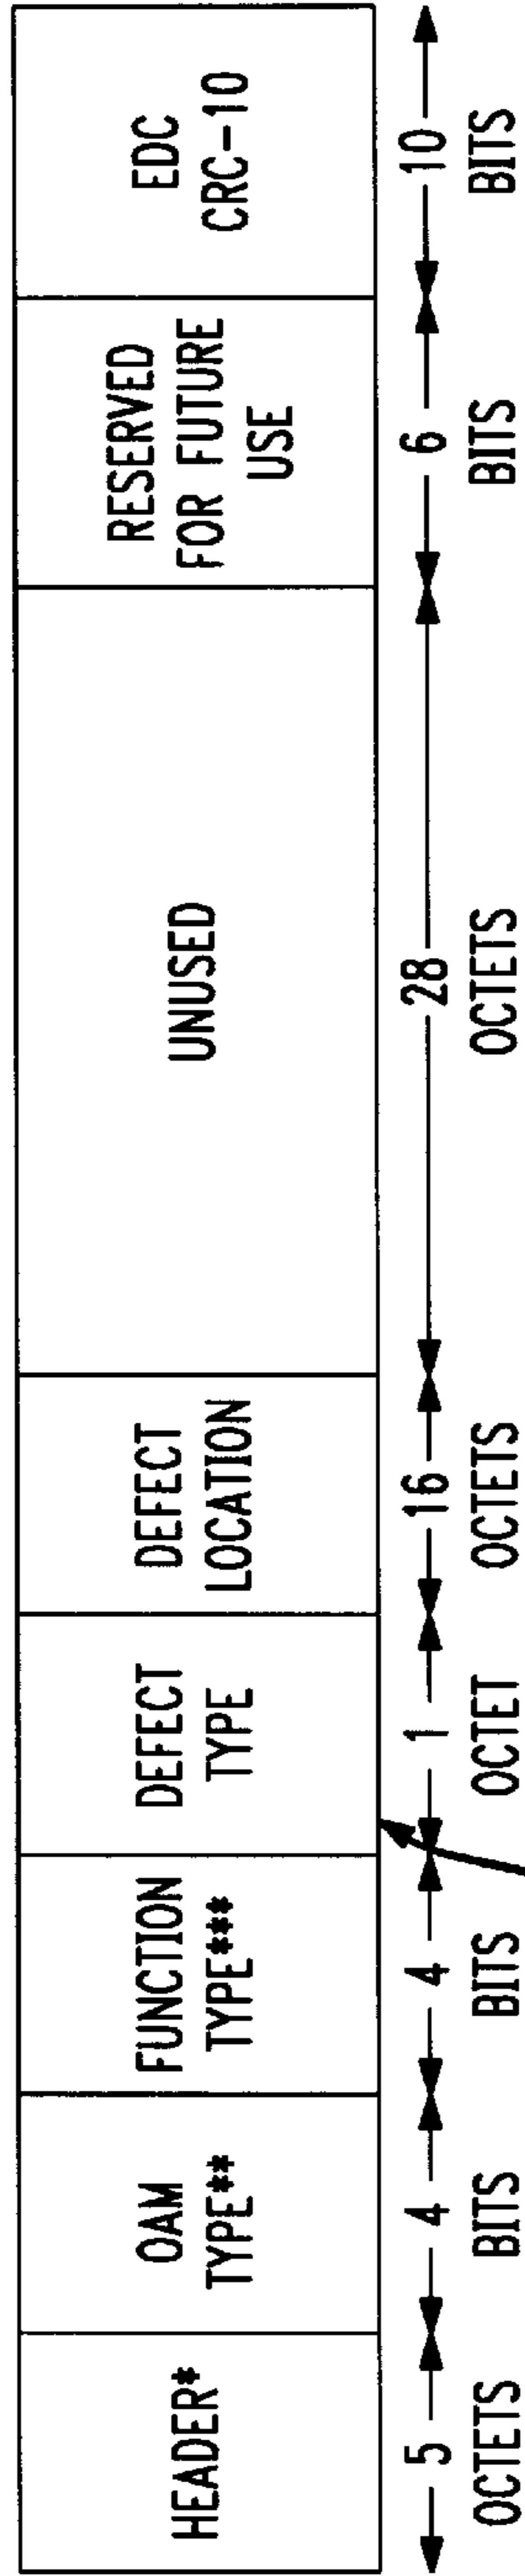 HEADER*
OAM
TYPE**
FUNCTION
TYPE***
DEFECT
TYPE
DEFECT
LOCATION
UNUSED
RESERVED
FOR FUTURE
USE
EDC
CRC-10
5
OCTETS
4
BITS
4
BITS
1
OCTET
16
OCTETS
28
OCTETS
6
BITS
10
BITS